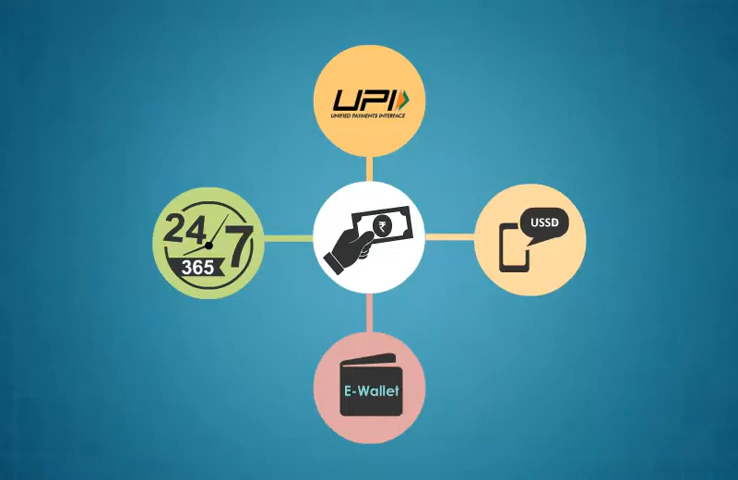 UPI
UNIFIED PAYMENTS INTERFACE
24
7
365
₹
USSD
E-Wallet